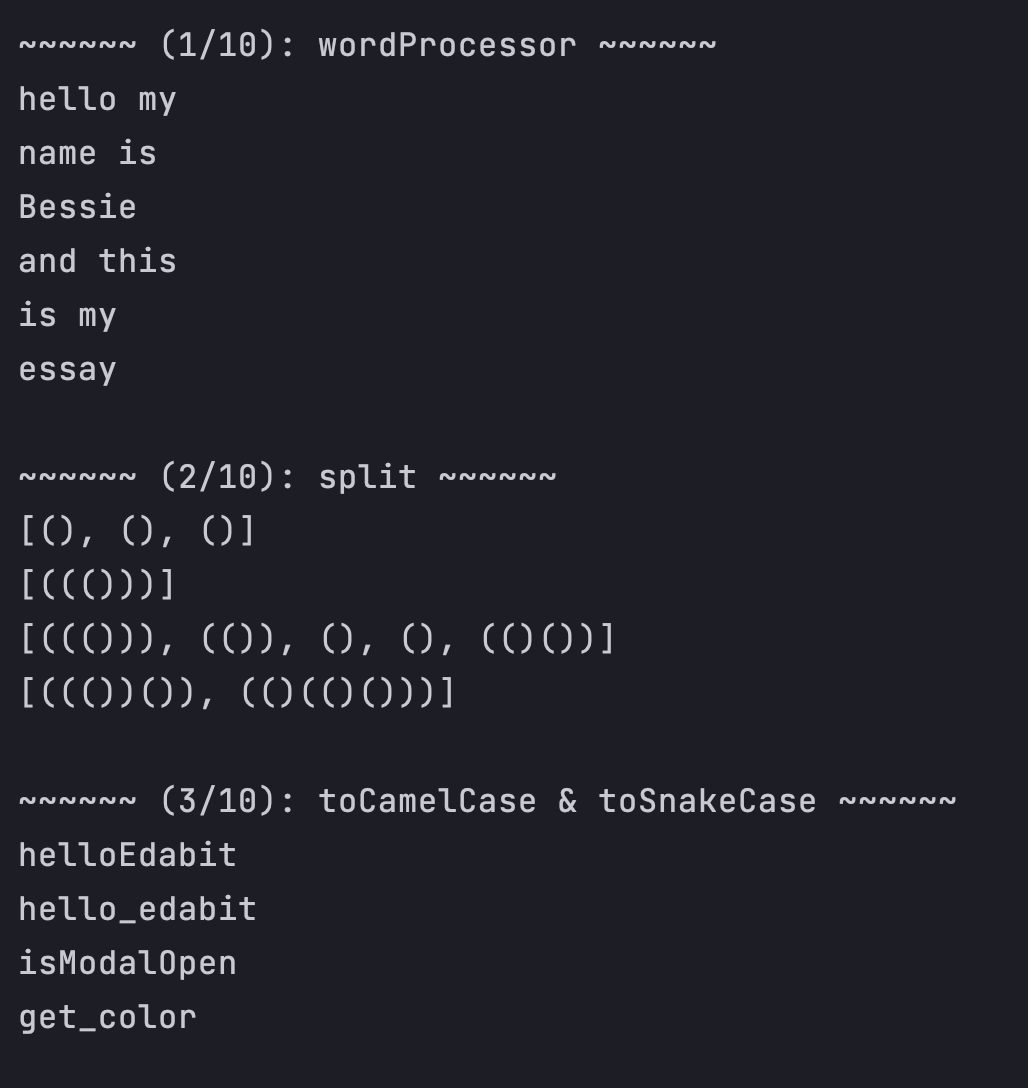 ~~~~~~ (1/10): wordProcessor ~~~~~~
hello my
name is
Bessie
and this
is my
essay
~~~~~~ (2/10): split ~~~~~~
[(), (), ()]
[((()))]
[((())), (()), (), (), (()())]
[((())()), (()(()()))]
~~~~~~ (3/10): toCamelCase & toSnakeCase ~~~~~~
helloEdabit
hello_edabit
isModalOpen
get_color